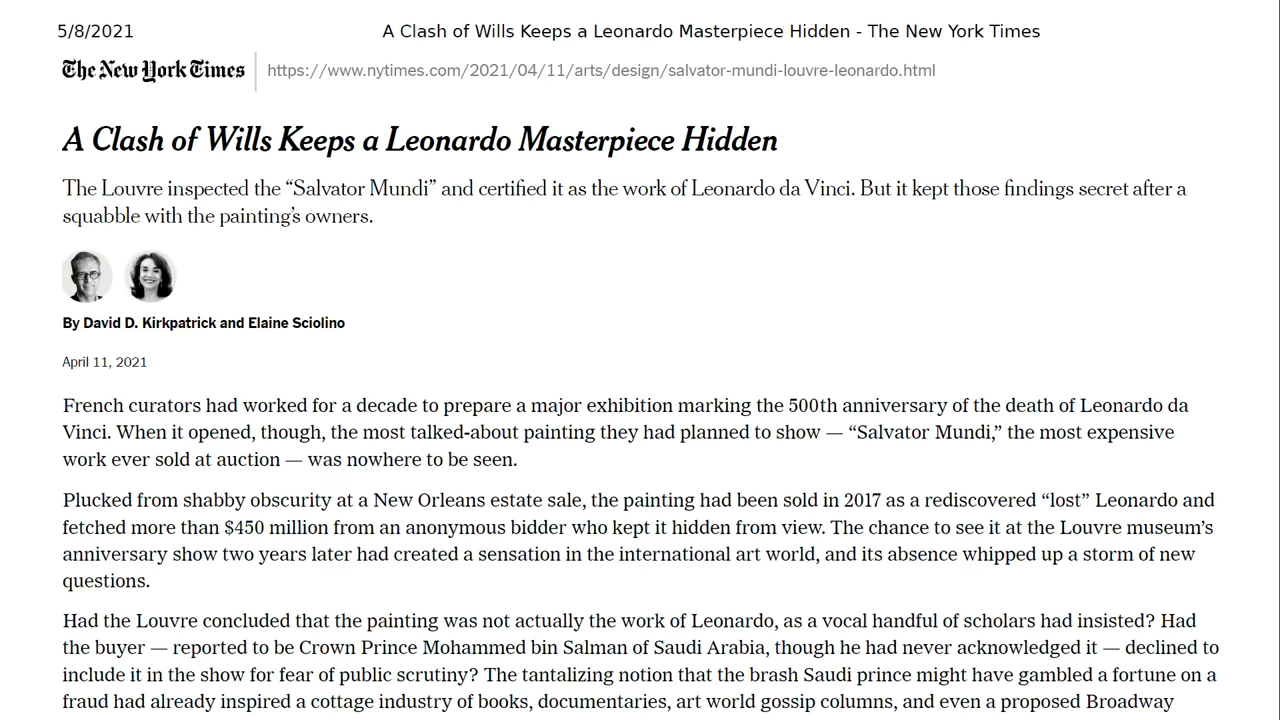 5/8/2021 A Clash of Wills Keeps a Leonardo Masterpiece Hidden - The New York Times
The New York Times https://www.nytimes.com/2021/04/11/arts/design/salvator-mundi-louvre-leonardo.html
A Clash of Wills Keeps a Leonardo Masterpiece Hidden
The Louvre inspected the “Salvator Mundi” and certified it as the work of Leonardo da Vinci. But it kept those findings secret after a
squabble with the painting’s owners.
By David D. Kirkpatrick and Elaine Sciolino
April 11, 2021
French curators had worked for a decade to prepare a major exhibition marking the 500th anniversary of the death of Leonardo da
Vinci. When it opened, though, the most talked-about painting they had planned to show — “Salvator Mundi,” the most expensive
work ever sold at auction — was nowhere to be seen.
Plucked from shabby obscurity at a New Orleans estate sale, the painting had been sold in 2017 as a rediscovered “lost” Leonardo and
fetched more than $450 million from an anonymous bidder who kept it hidden from view. The chance to see it at the Louvre museum’s
anniversary show two years later had created a sensation in the international art world, and its absence whipped up a storm of new
questions.
Had the Louvre concluded that the painting was not actually the work of Leonardo, as a vocal handful of scholars had insisted? Had
the buyer — reported to be Crown Prince Mohammed bin Salman of Saudi Arabia, though he had never acknowledged it — declined to
include it in the show for fear of public scrutiny? The tantalizing notion that the brash Saudi prince might have gambled a fortune on a
fraud had already inspired a cottage industry of books, documentaries, art world gossip columns, and even a proposed Broadway